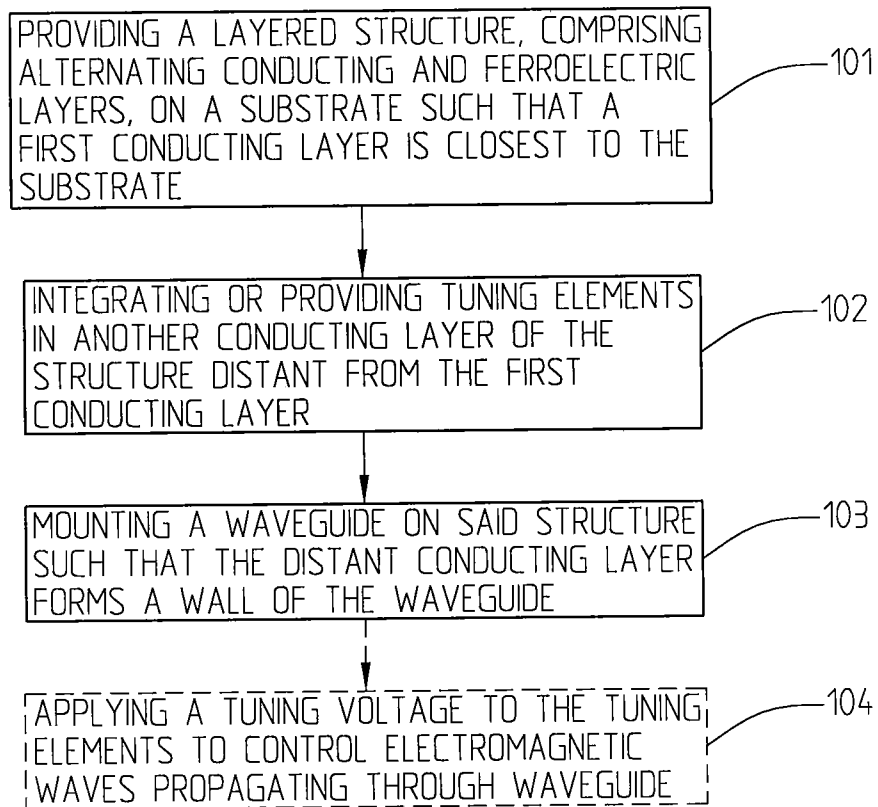 PROVIDING A LAYERED STRUCTURE, COMPRISING
ALTERNATING CONDUCTING AND FERROELECTRIC
LAYERS, ON A SUBSTRATE SUCH THAT A
FIRST CONDUCTING LAYER IS CLOSEST TO THE
SUBSTRATE
101
INTEGRATING OR PROVIDING TUNING ELEMENTS
IN ANOTHER CONDUCTING LAYER OF THE
STRUCTURE DISTANT FROM THE FIRST
CONDUCTING LAYER
102
MOUNTING A WAVEGUIDE ON SAID STRUCTURE
SUCH THAT THE DISTANT CONDUCTING LAYER
FORMS A WALL OF THE WAVEGUIDE
103
APPLYING A TUNING VOLTAGE TO THE TUNING
ELEMENTS TO CONTROL ELECTROMAGNETIC
WAVES PROPAGATING THROUGH WAVEGUIDE
104